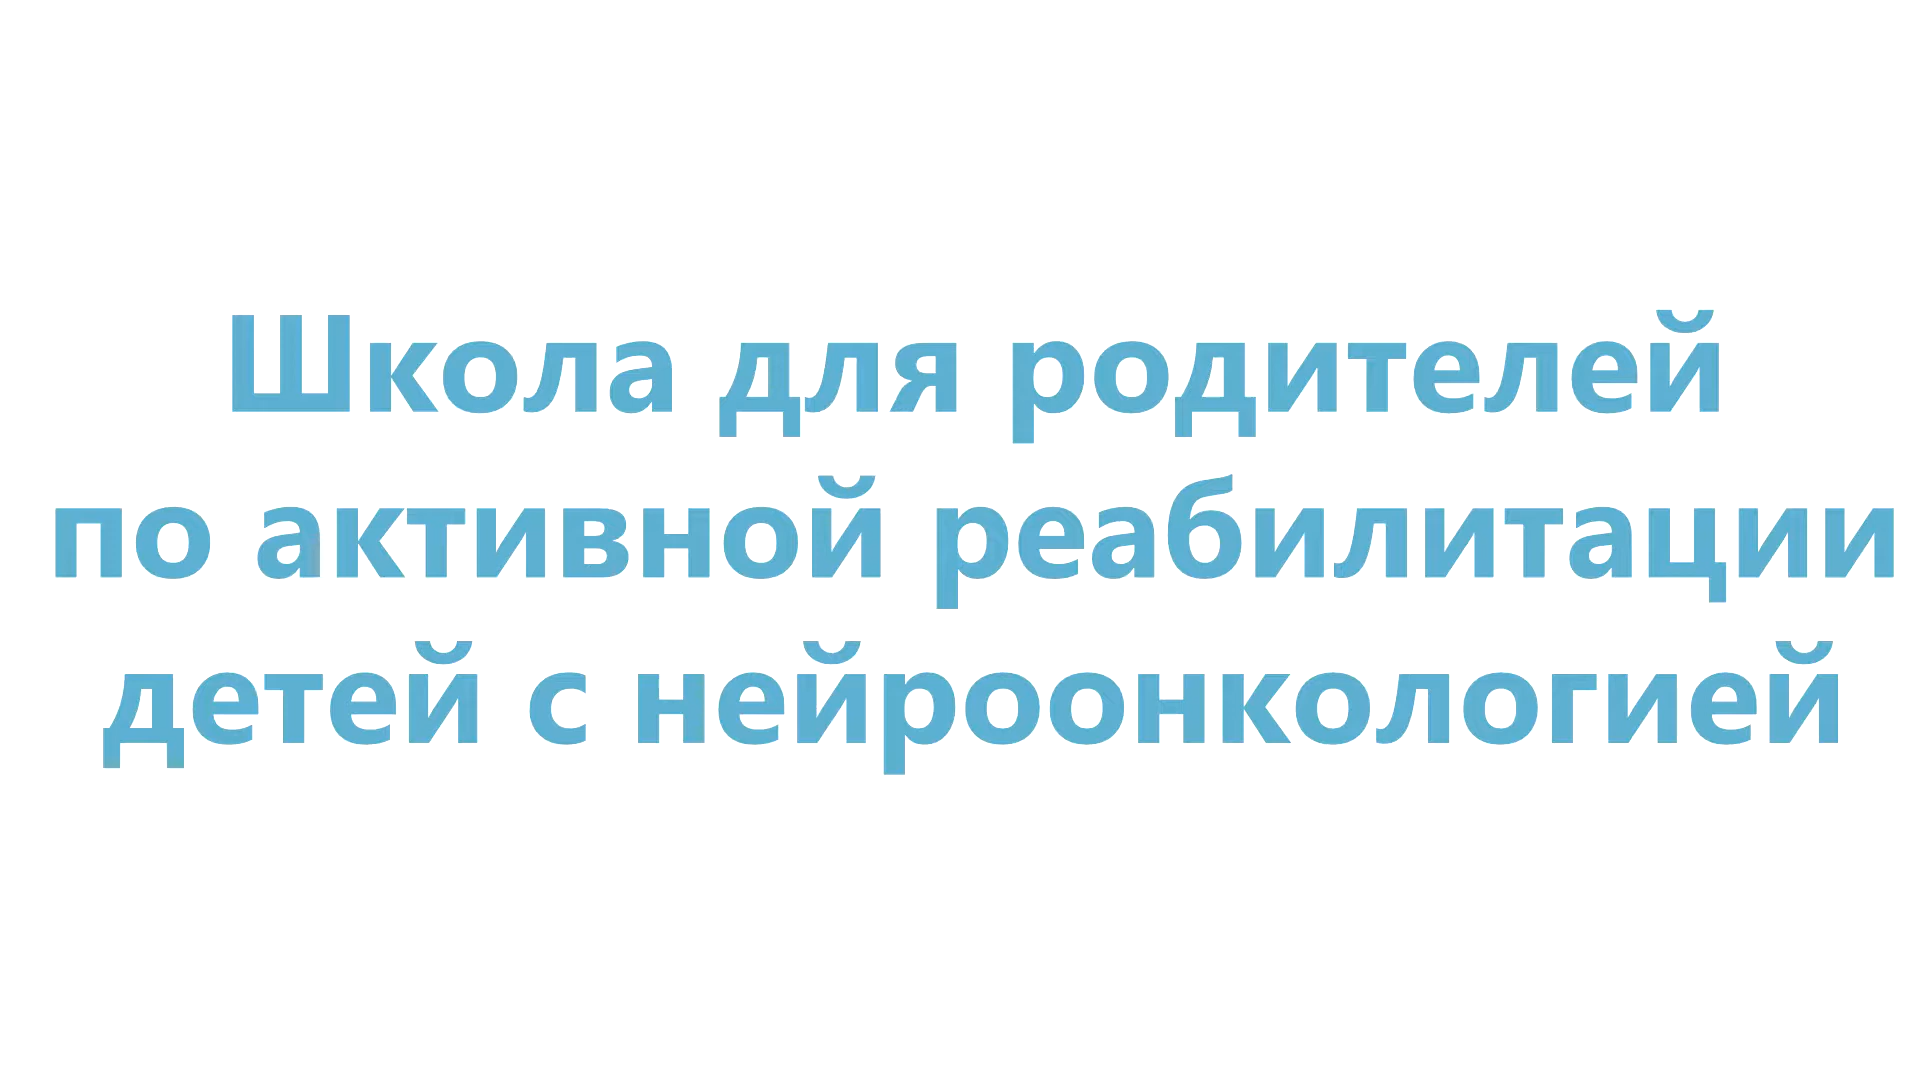 Школа для родителей
по активной реабилитации
детей с нейроонкологией